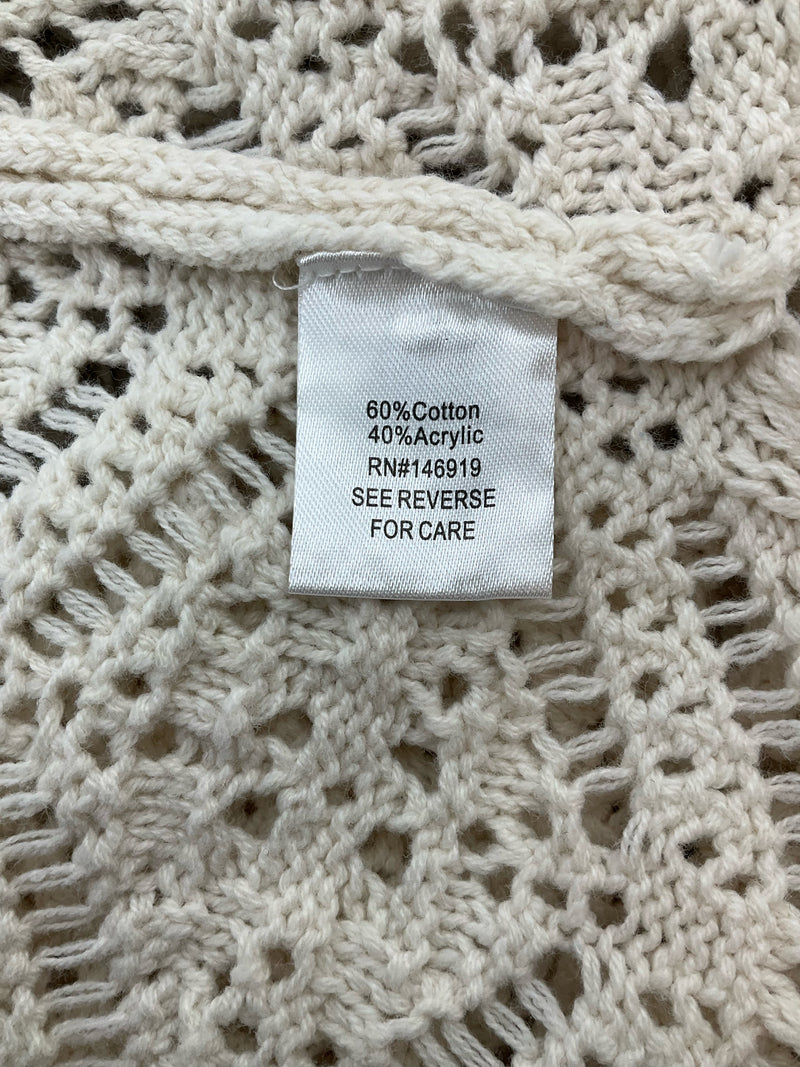 60%Cotton
40%Acrylic
RN#146919
SEE REVERSE
FOR CARE